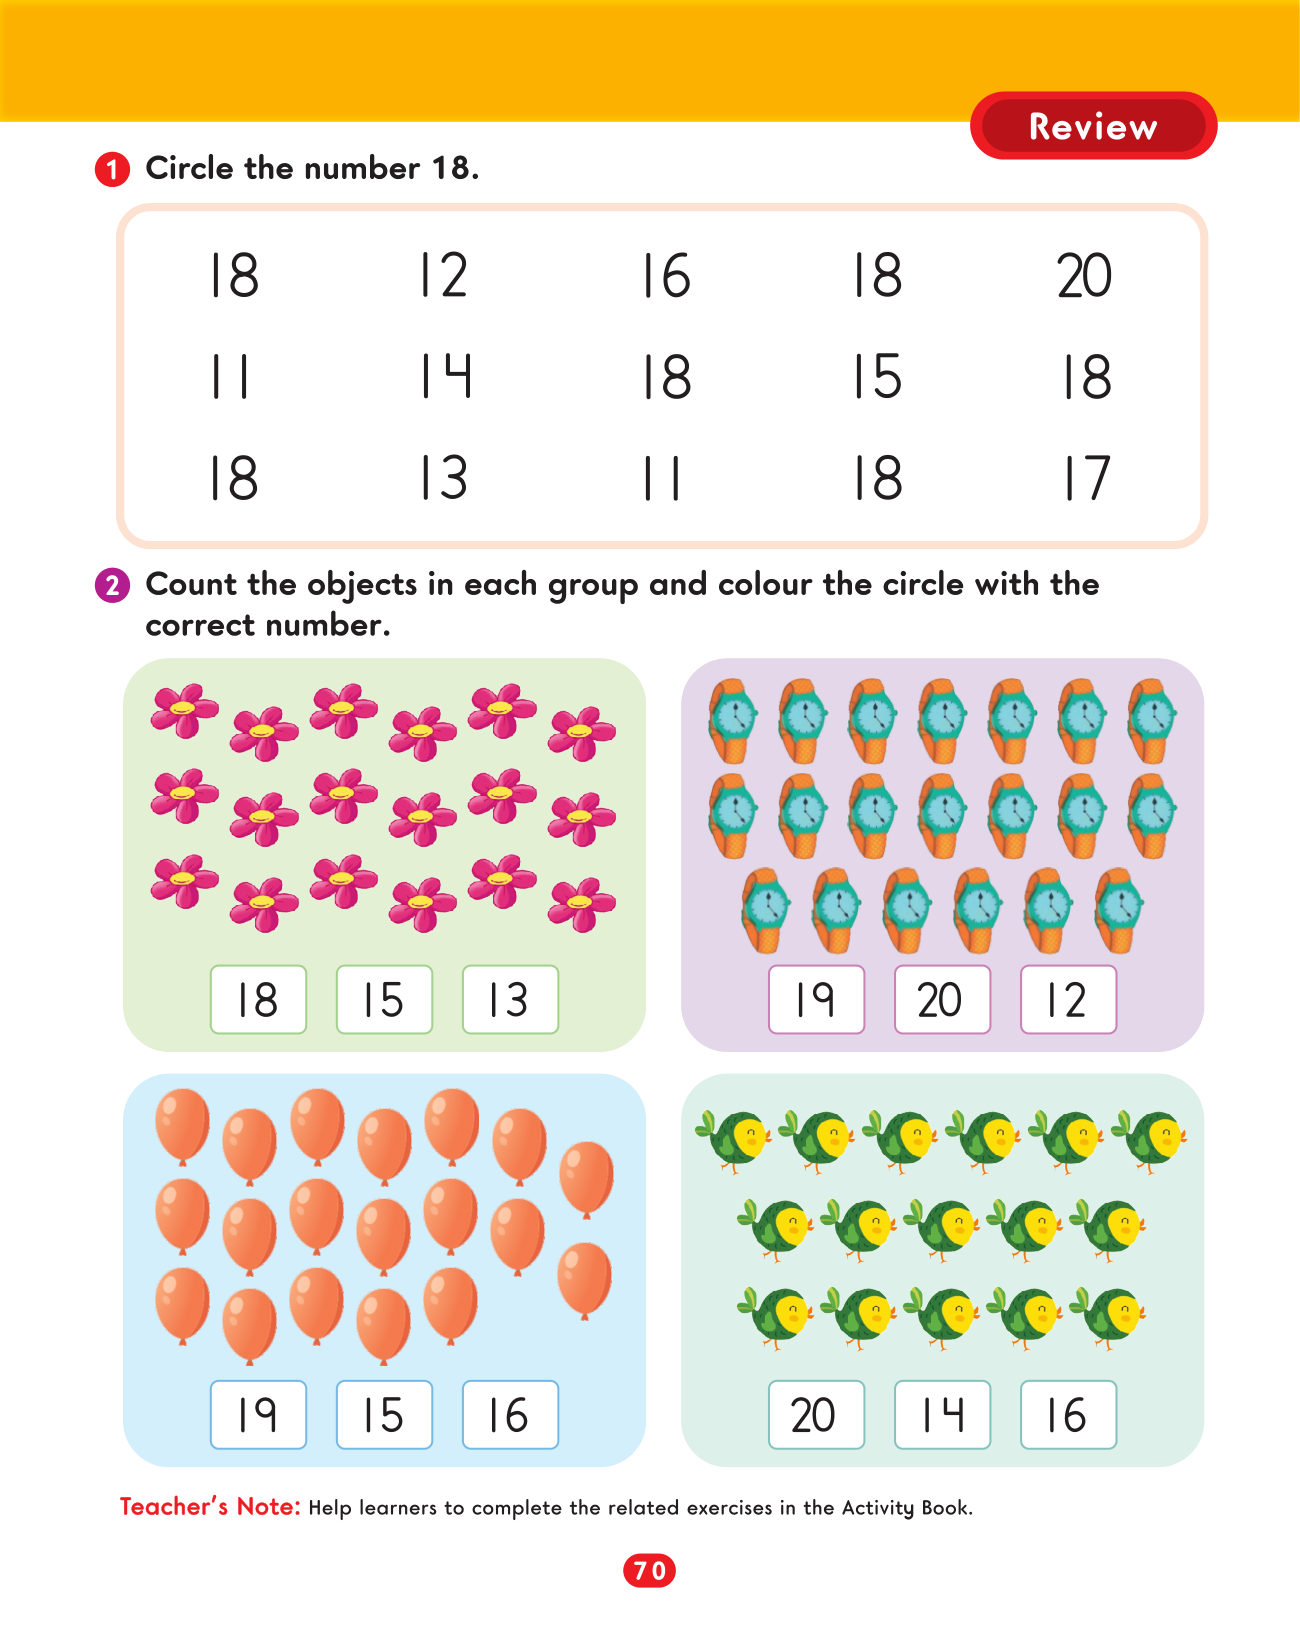 Review
1 Circle the number 18.
18 12 16 18 20
11 14 18 15 18
18 13 11 18 17
2 Count the objects in each group and colour the circle with the
correct number.
18 15 13
19 20 12
19 15 16
20 14 16
Teacher's Note: Help learners to complete the related exercises in the Activity Book.
70